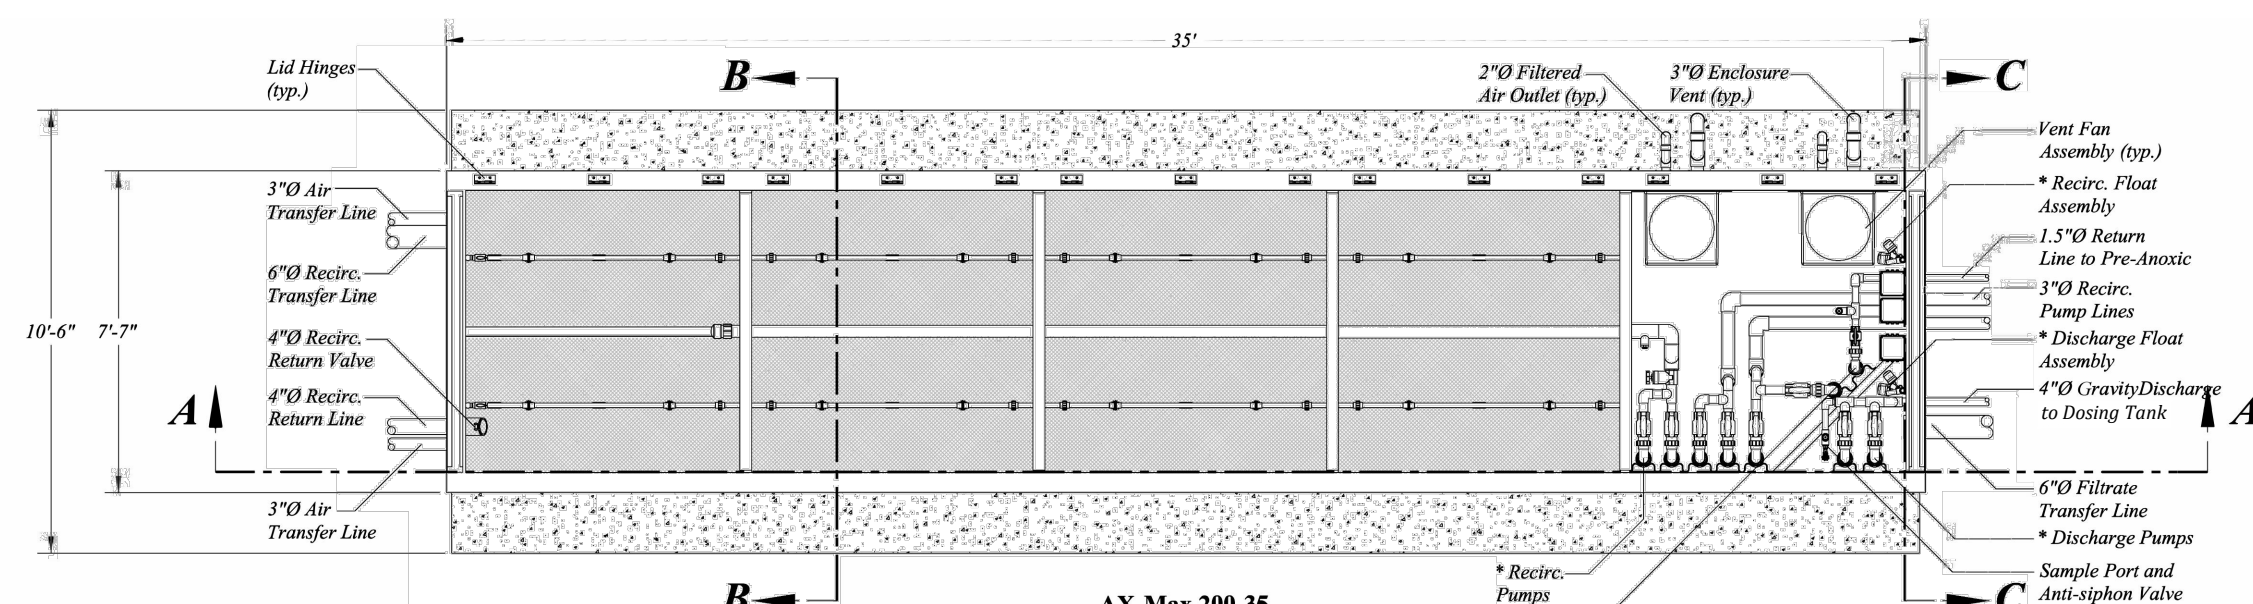 35'
Lid Hinges
(typ.)
B
2"Ø Filtered
Air Outlet (typ.)
3"Ø Enclosure
Vent (typ.)
C
Vent Fan
Assembly (typ.)
3"Ø Air
Transfer Line
* Recirc. Float
Assembly
1.5"Ø Return
Line to Pre-Anoxic
6"Ø Recirc.
Transfer Line
3"Ø Recirc.
Pump Lines
10'-6"
7'-7"
4"Ø Recirc.
Return Valve
* Discharge Float
Assembly
4"Ø Recirc.
Return Line
4"Ø GravityDischarge
to Dosing Tank
A
A
3"Ø Air
Transfer Line
6"Ø Filtrate
Transfer Line
* Discharge Pumps
* Recirc.
Pumps
Sample Port and
Anti-siphon Valve
B
C
AX-Max 200-35